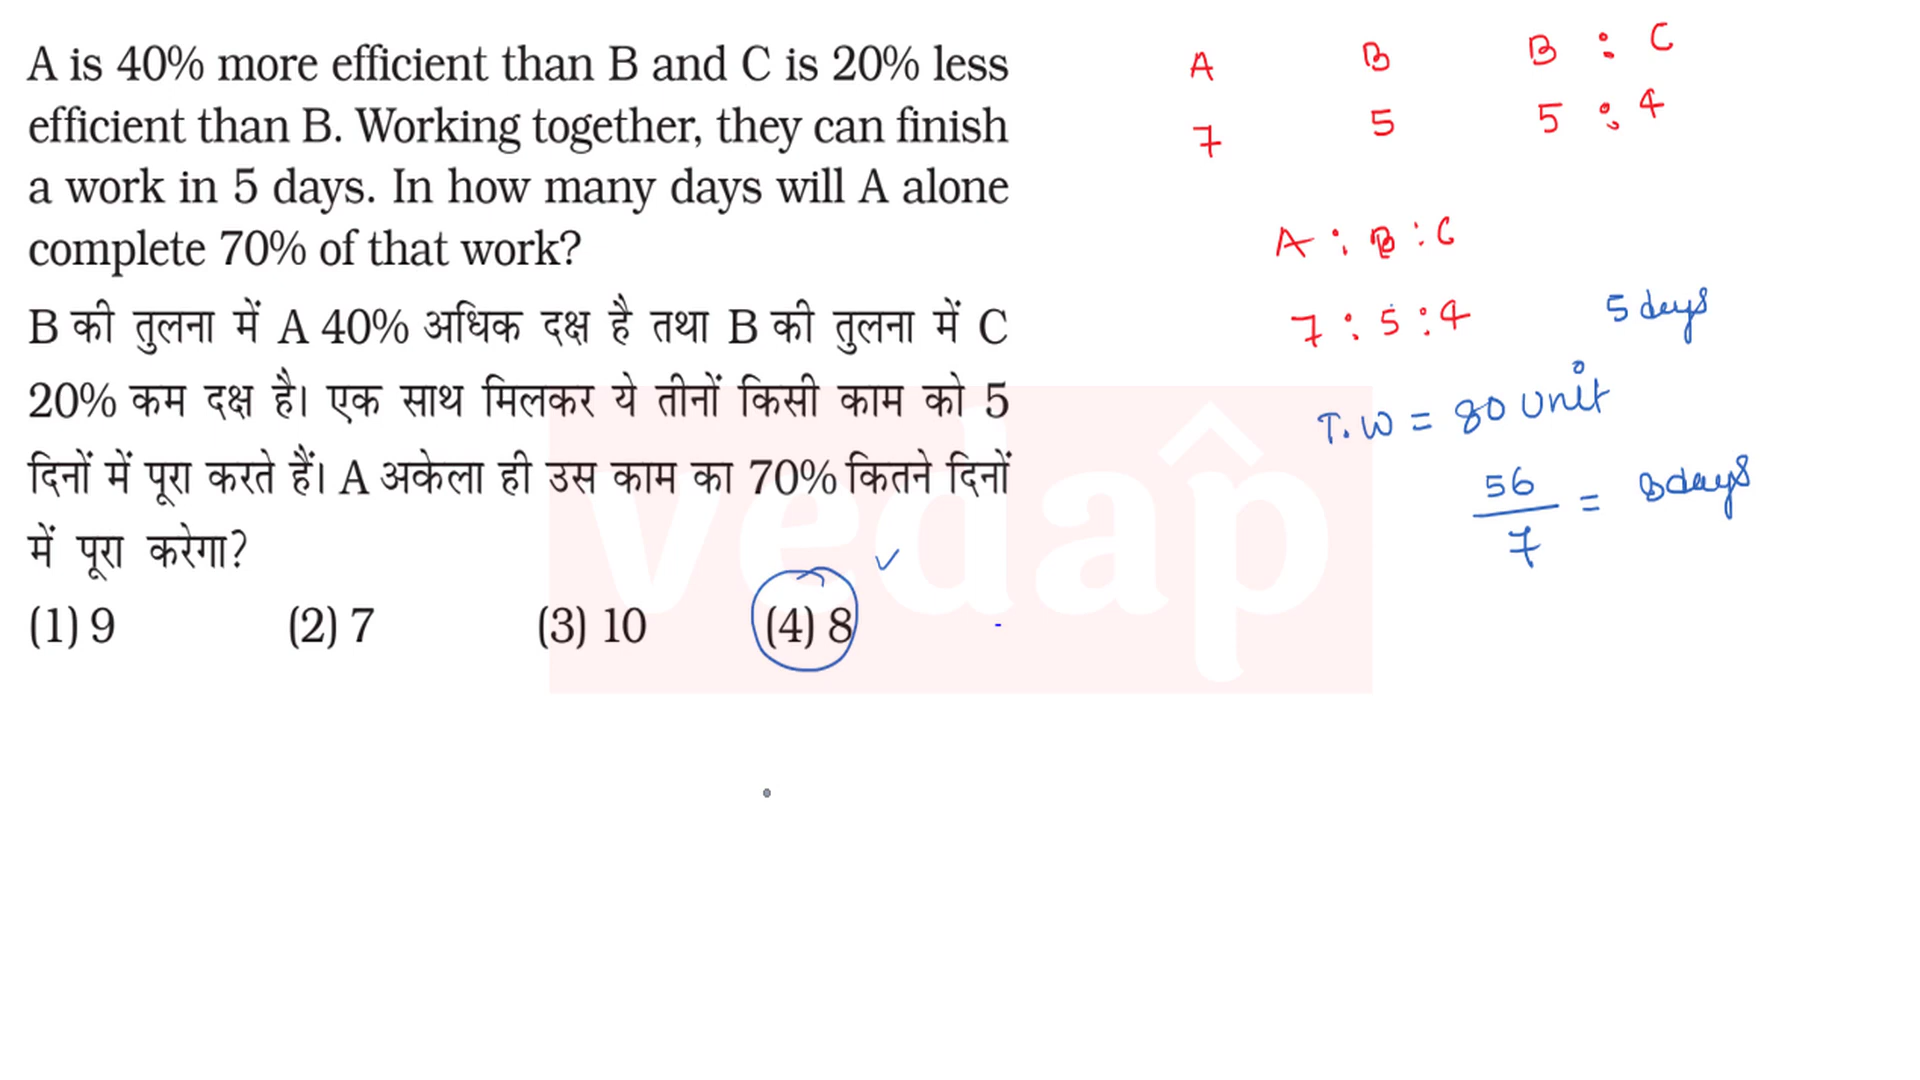 A is 40% more efficient than B and C is 20% less
efficient than B. Working together, they can finish
a work in 5 days. In how many days will A alone
complete 70% of that work?
B की तुलना में A 40% अधिक दक्ष है तथा B की तुलना में C
20% कम दक्ष है। एक साथ मिलकर ये तीनों किसी काम को 5
दिनों में पूरा करते हैं। A अकेला ही उस काम का 70% कितने दिनों
में पूरा करेगा?
(1) 9 (2) 7 (3) 10 (4) 8
A B B : C
7 5 5 : 4
A : B : C
7 : 5 : 4
5 days
T.W = 80 unit
56
7
= 8days
vedap